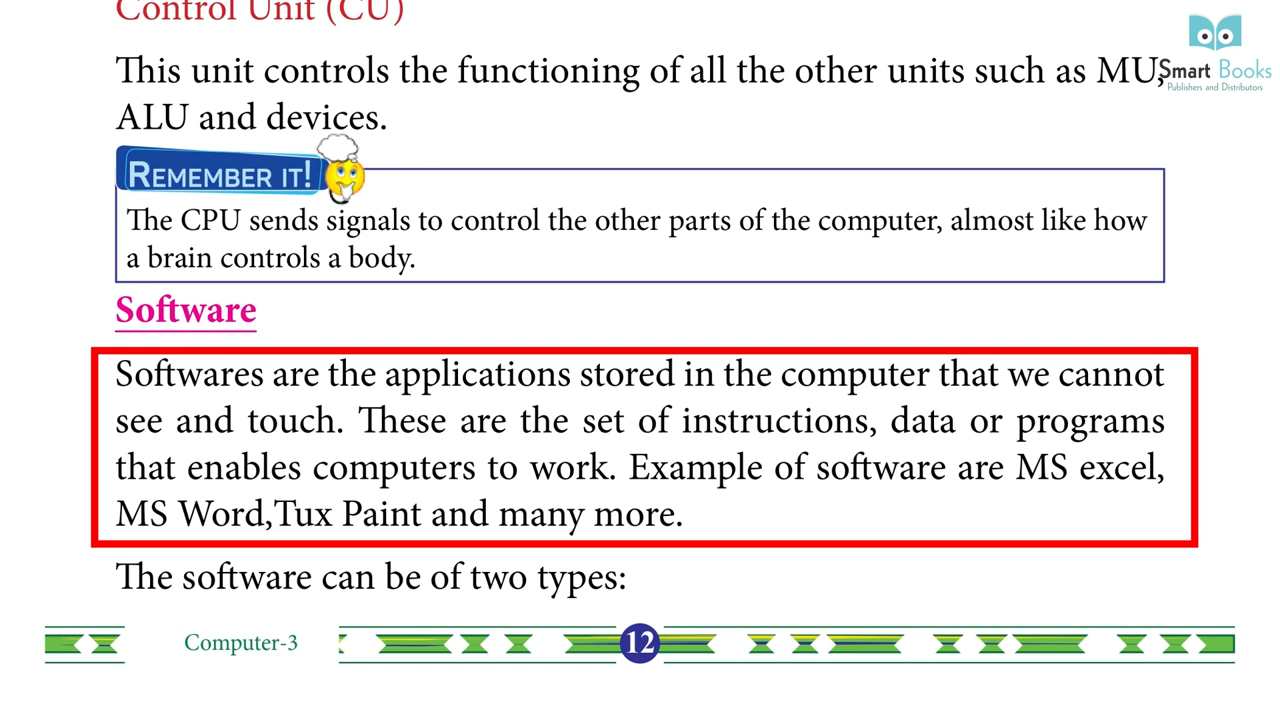 Control Unit (CU)
This unit controls the functioning of all the other units such as MU,
ALU and devices.
Smart Books
Publishers and Distributors
REMEMBER IT!
The CPU sends signals to control the other parts of the computer, almost like how
a brain controls a body.
Software
Softwares are the applications stored in the computer that we cannot
see and touch. These are the set of instructions, data or programs
that enables computers to work. Example of software are MS excel,
MS Word,Tux Paint and many more.
The software can be of two types:
Computer-3
12